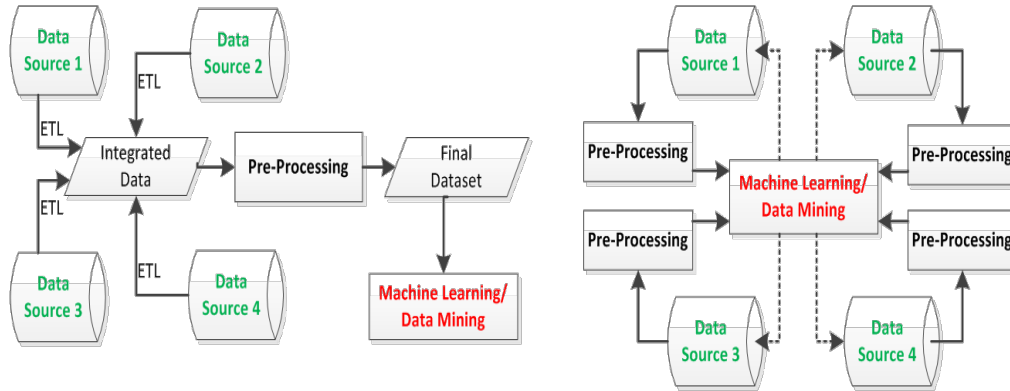 Data
Source 1
Data
Source 2
ETL
ETL
Integrated
Data
Pre-Processing
Final
Dataset
ETL
ETL
Data
Source 3
Data
Source 4
Machine Learning/
Data Mining
Data
Source 1
Data
Source 2
Pre-Processing
Pre-Processing
Machine Learning/
Data Mining
Pre-Processing
Pre-Processing
Data
Source 3
Data
Source 4